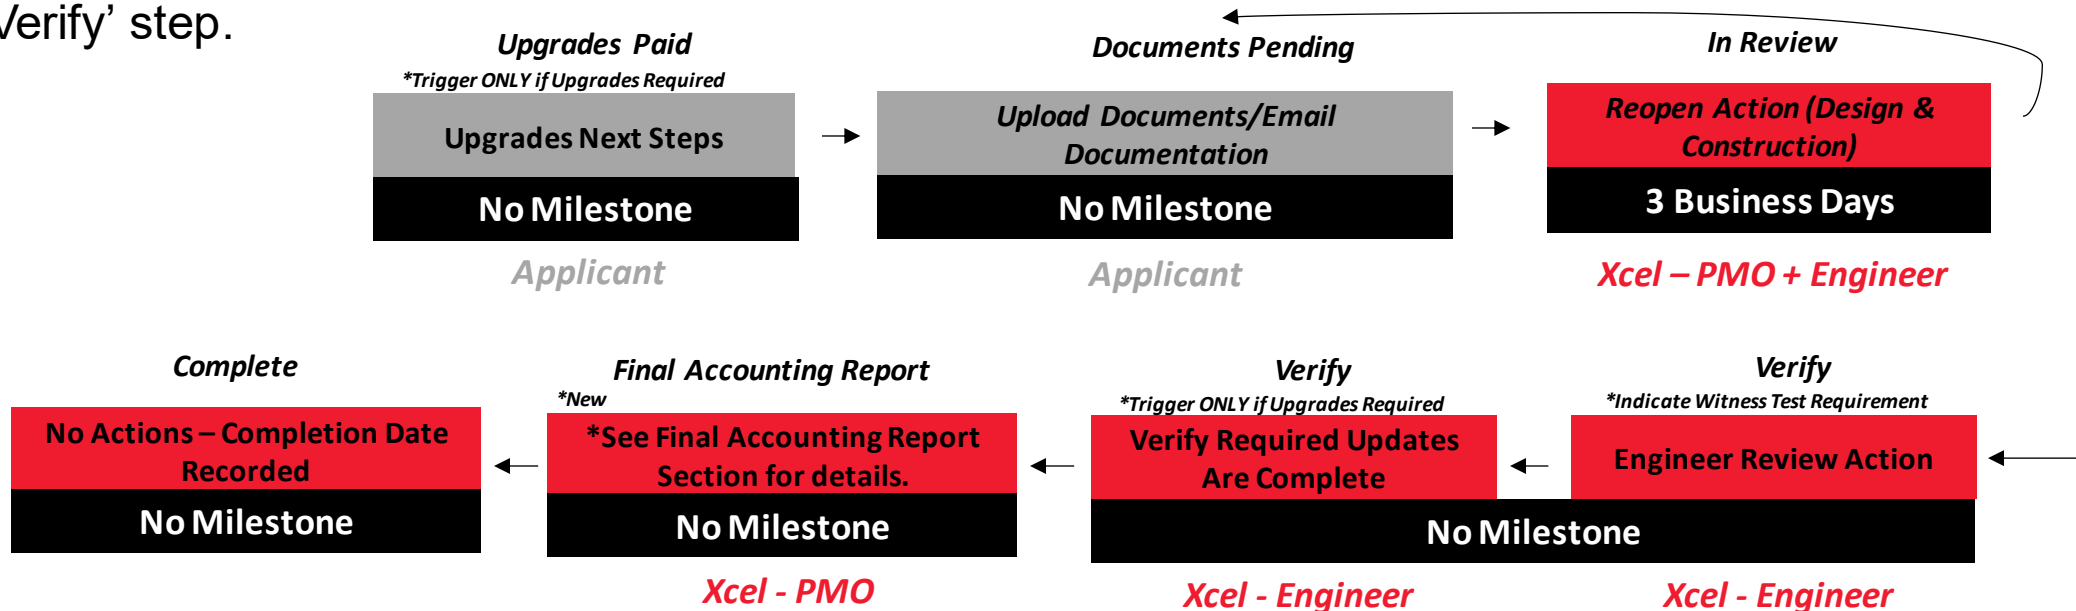 Verify’ step.
Upgrades Paid
*Trigger ONLY if Upgrades Required
Upgrades Next Steps
No Milestone
Applicant
Documents Pending
Upload Documents/Email
Documentation
No Milestone
Applicant
In Review
Reopen Action (Design &
Construction)
3 Business Days
Xcel – PMO + Engineer
Complete
No Actions – Completion Date
Recorded
No Milestone
Final Accounting Report
*New
*See Final Accounting Report
Section for details.
No Milestone
Xcel - PMO
Verify
*Trigger ONLY if Upgrades Required
Verify Required Updates
Are Complete
Verify
*Indicate Witness Test Requirement
Engineer Review Action
No Milestone
Xcel - Engineer
Xcel - Engineer